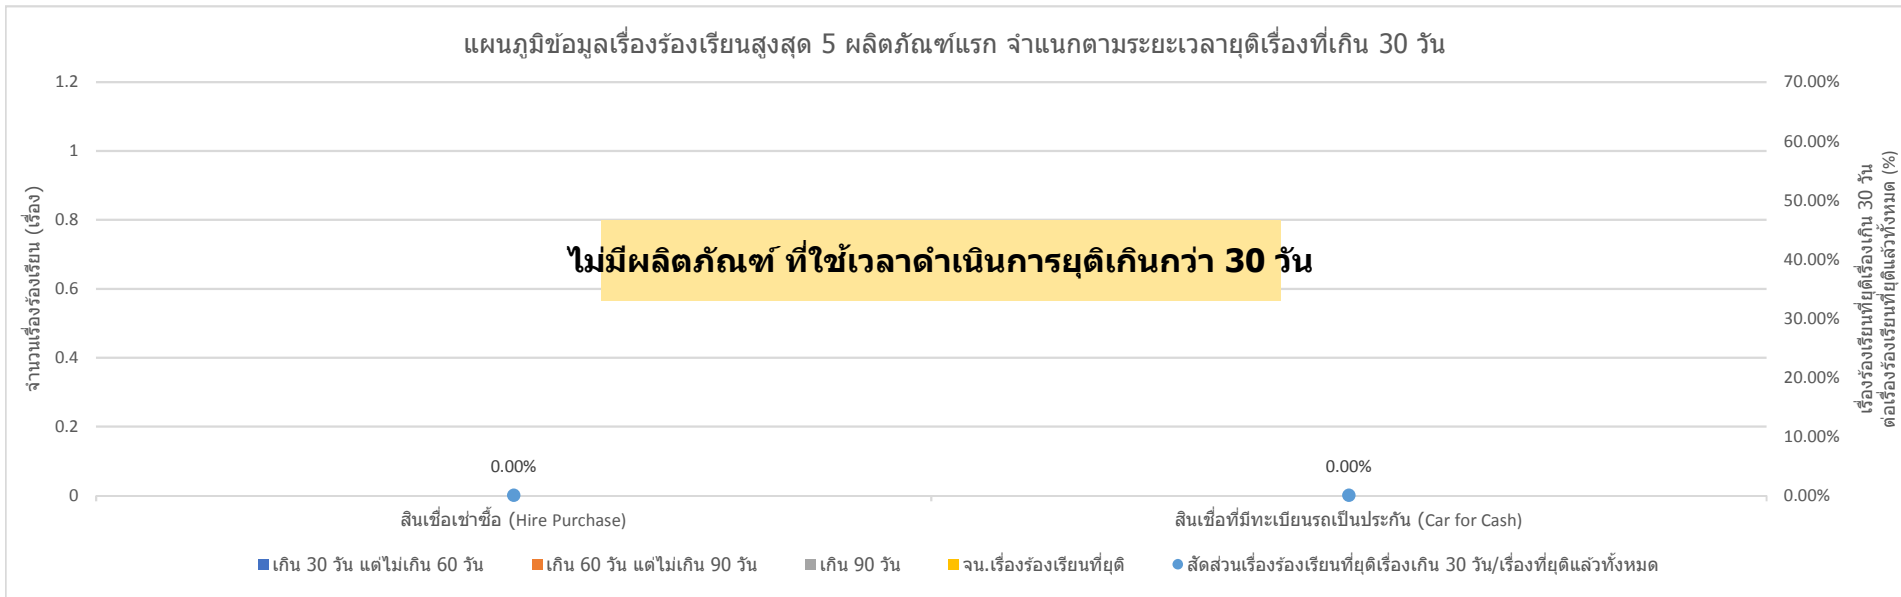 แผนภูมิข้อมูลเรื่องร้องเรียนสูงสุด 5 ผลิตภัณฑ์แรก จำแนกตามระยะเวลายุติเรื่องที่เกิน 30 วัน
จำนวนเรื่องร้องเรียน (เรื่อง)
1.2
1
0.8
0.6
0.4
0.2
0
ไม่มีผลิตภัณฑ์ ที่ใช้เวลาดำเนินการยุติเกินกว่า 30 วัน
0.00%
0.00%
70.00%
60.00%
50.00%
40.00%
30.00%
20.00%
10.00%
0.00%
เรื่องร้องเรียนที่ยุติเรื่องเกิน 30 วัน
ต่อเรื่องร้องเรียนที่ยุติแล้วทั้งหมด (%)
สินเชื่อเช่าซื้อ (Hire Purchase)
สินเชื่อที่มีทะเบียนรถเป็นประกัน (Car for Cash)
เกิน 30 วัน แต่ไม่เกิน 60 วัน
เกิน 60 วัน แต่ไม่เกิน 90 วัน
เกิน 90 วัน
จน.เรื่องร้องเรียนที่ยุติ
สัดส่วนเรื่องร้องเรียนที่ยุติเรื่องเกิน 30 วัน/เรื่องที่ยุติแล้วทั้งหมด